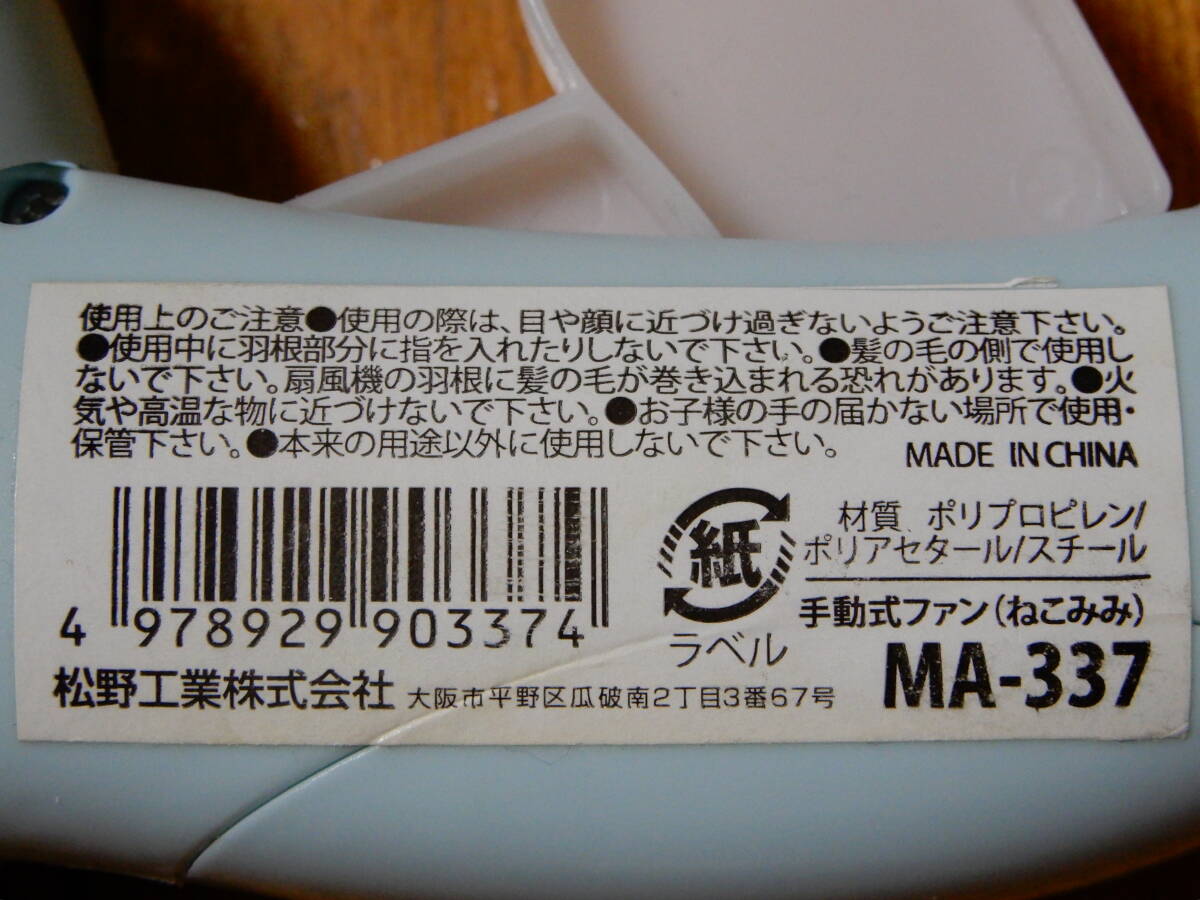 使用上のご注意●使用の際は、目や顔に近づけ過ぎないようご注意下さい。
●使用中に羽根部分に指を入れたりしないで下さい。●髪の毛の側で使用し
ないで下さい。扇風機の羽根に髪の毛が巻き込まれる恐れがあります。●火
気や高温な物に近づけないで下さい。●お子様の手の届かない場所で使用・
保管下さい。●本来の用途以外に使用しないで下さい。
MADE IN CHINA
4 978929 903374
紙
ラベル
材質 ポリプロピレン/
ポリアセタール/スチール
手動式ファン(ねこみみ)
MA-337
松野工業株式会社 大阪市平野区瓜破南2丁目3番67号